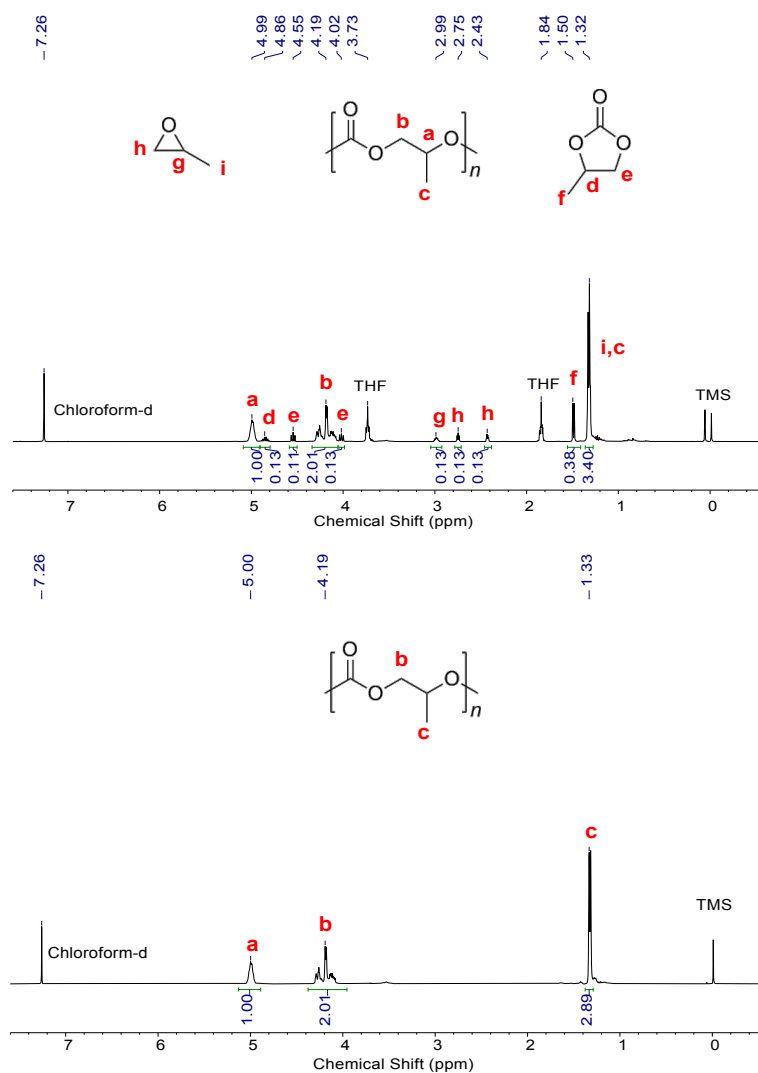 7.26 4.99 4.86 4.55 4.19 4.02 3.73 2.99 2.75 2.43 1.84 1.50 1.32
O O b a O
h g i O O n O O
c f d e
i,c
Chloroform-d a d e b e THF g h h THF f TMS
1.00 0.13 0.11 2.01 0.13 0.13 0.13 0.13 0.38 3.40
7 6 5 4 3 2 1 0
Chemical Shift (ppm)
7.26 5.00 4.19 1.33
O b
O O n
c
c
Chloroform-d a b TMS
1.00 2.01 2.89
7 6 5 4 3 2 1 0
Chemical Shift (ppm)